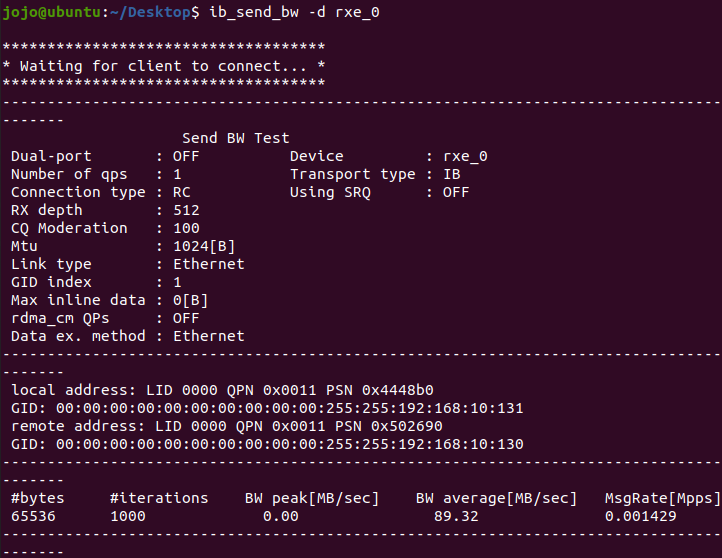 jojo@ubuntu:~/Desktop$ ib_send_bw -d rxe_0
************************************
* Waiting for client to connect... *
************************************
--------------------------------------------------------------------------------
-------
Send BW Test
Dual-port : OFF Device : rxe_0
Number of qps : 1 Transport type : IB
Connection type : RC Using SRQ : OFF
RX depth : 512
CQ Moderation : 100
Mtu : 1024[B]
Link type : Ethernet
GID index : 1
Max inline data : 0[B]
rdma_cm QPs : OFF
Data ex. method : Ethernet
--------------------------------------------------------------------------------
-------
local address: LID 0000 QPN 0x0011 PSN 0x4448b0
GID: 00:00:00:00:00:00:00:00:00:00:255:255:192:168:10:131
remote address: LID 0000 QPN 0x0011 PSN 0x502690
GID: 00:00:00:00:00:00:00:00:00:00:255:255:192:168:10:130
--------------------------------------------------------------------------------
-------
#bytes #iterations BW peak[MB/sec] BW average[MB/sec] MsgRate[Mpps]
65536 1000 0.00 89.32 0.001429
--------------------------------------------------------------------------------
-------